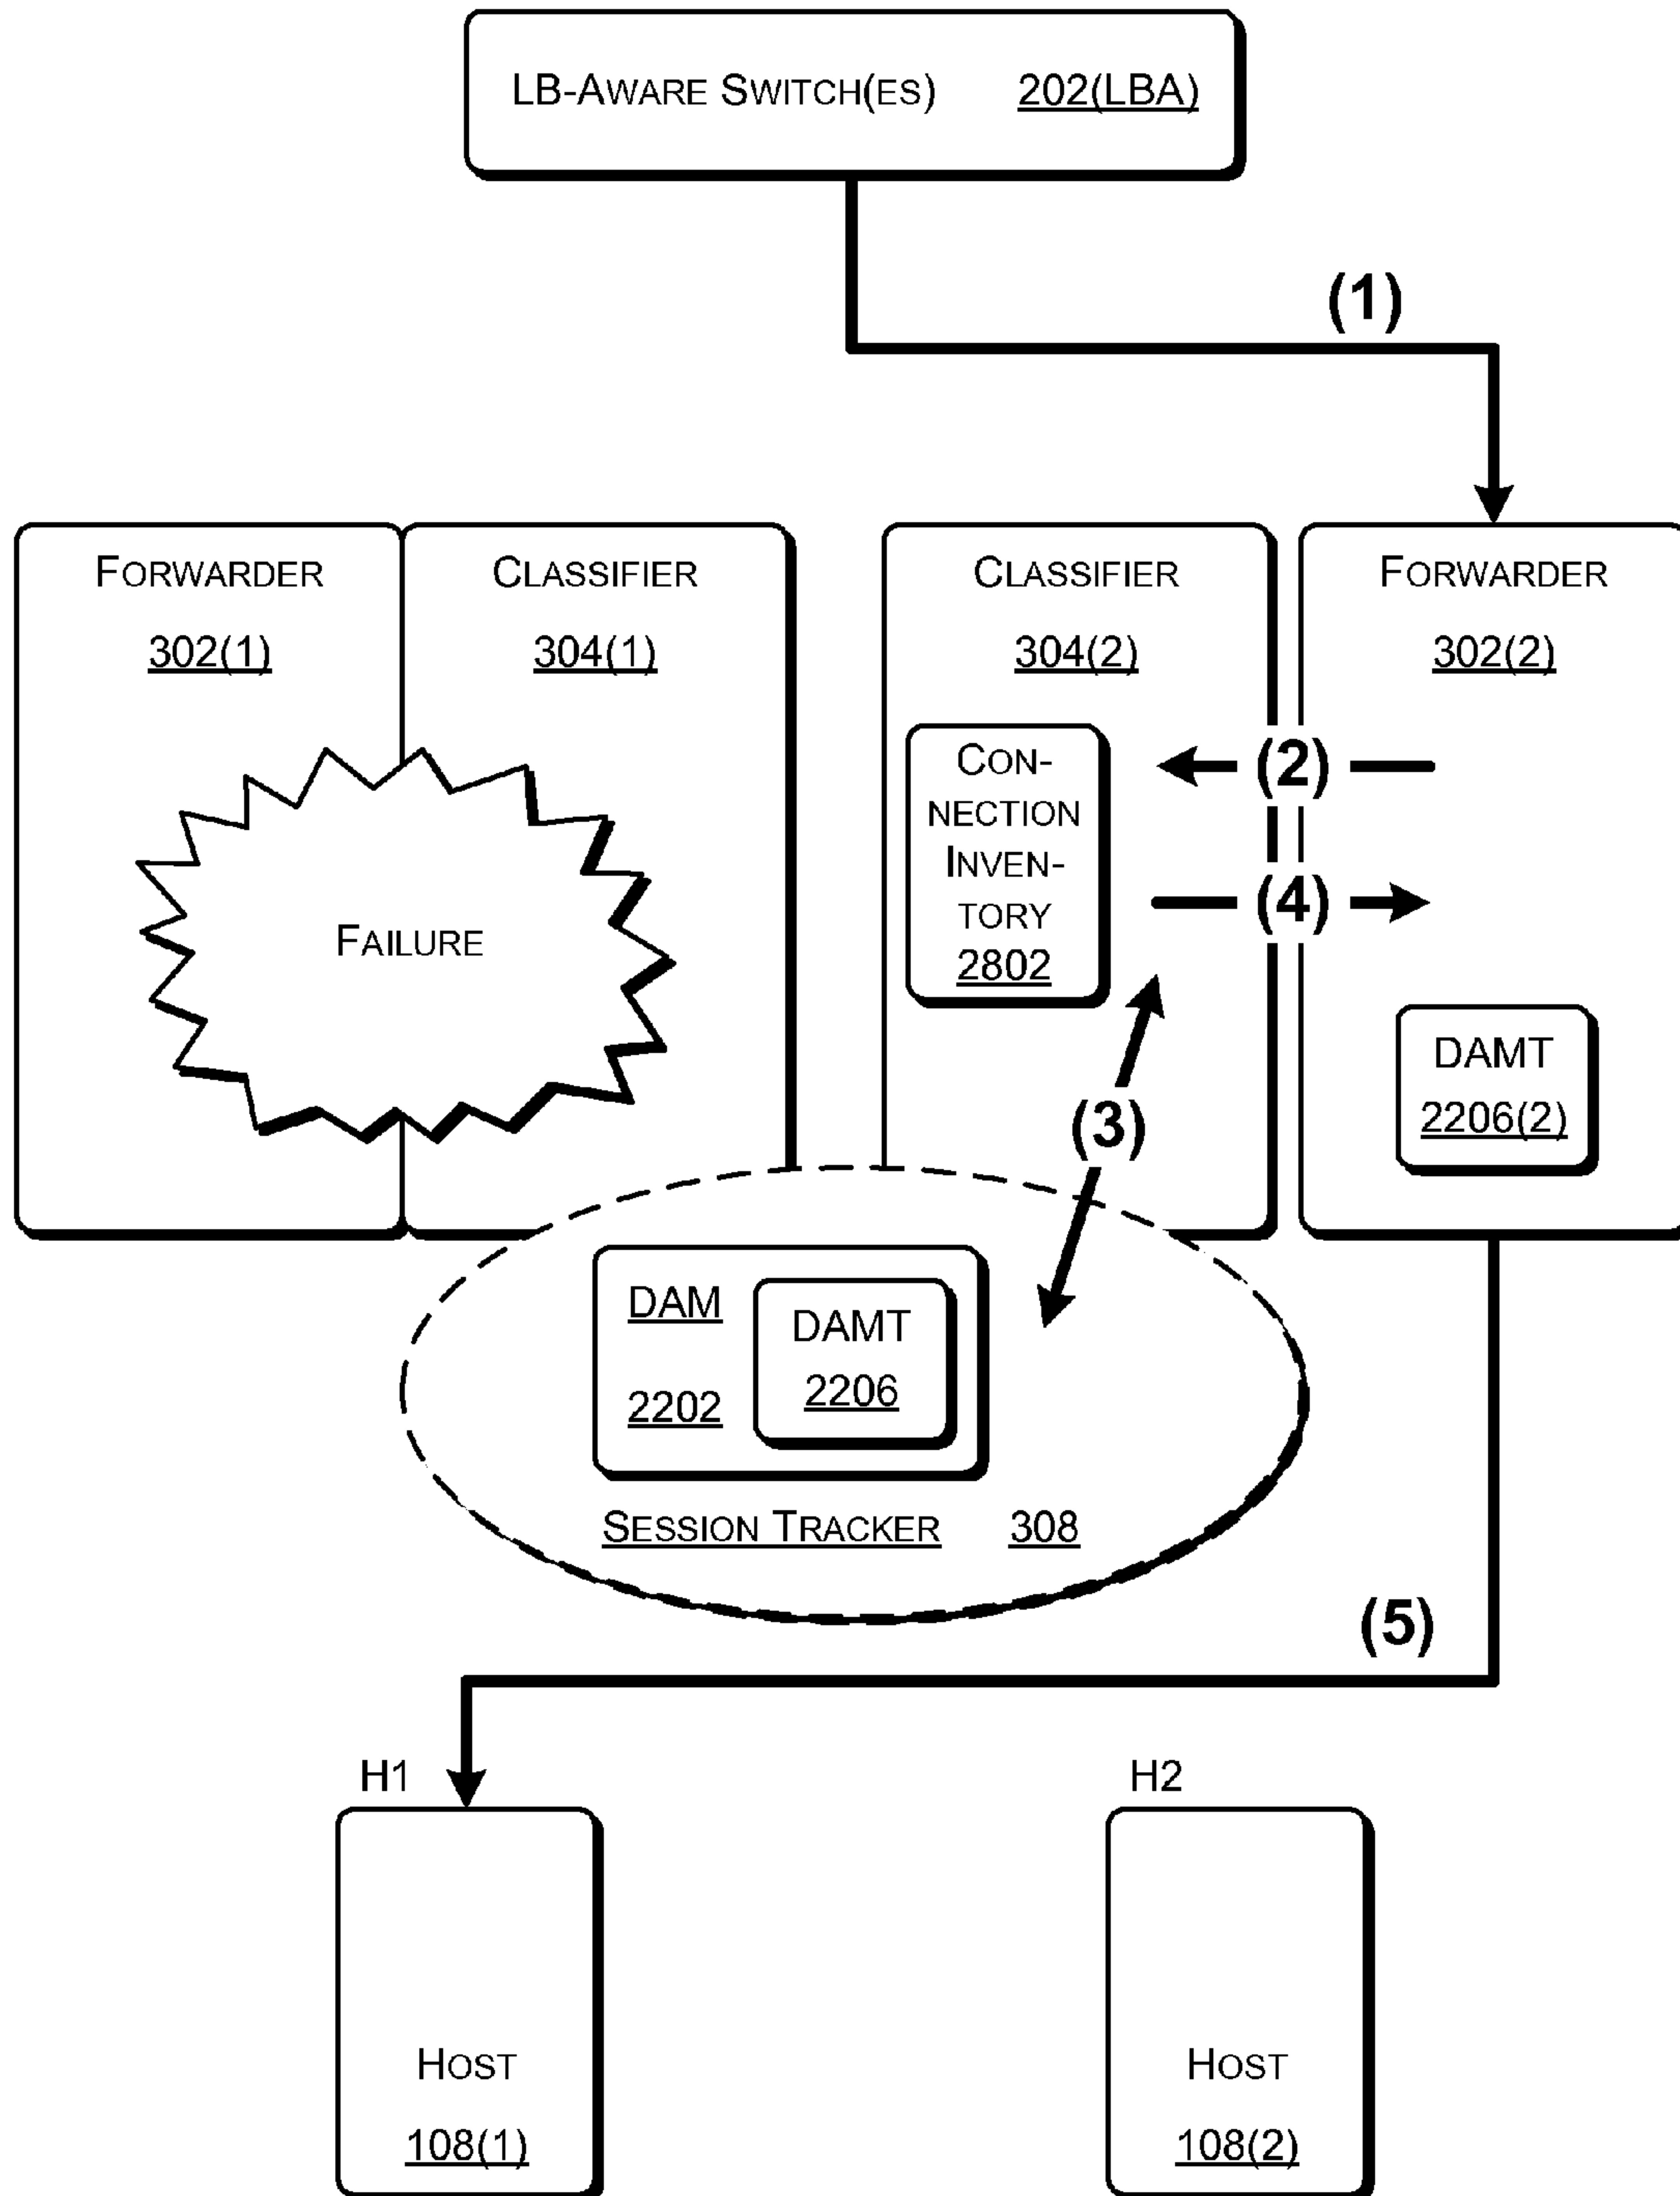 LB-AWARE SWITCH(ES) 202(LBA)
(1)
FORWARDER
302(1)
CLASSIFIER
304(1)
FAILURE
CLASSIFIER
304(2)
CON-
NECTION
INVEN-
TORY
2802
FORWARDER
302(2)
(2)
(4)
DAMT
2206(2)
(3)
DAM
2202
DAMT
2206
SESSION TRACKER 308
(5)
H1
HOST
108(1)
H2
HOST
108(2)